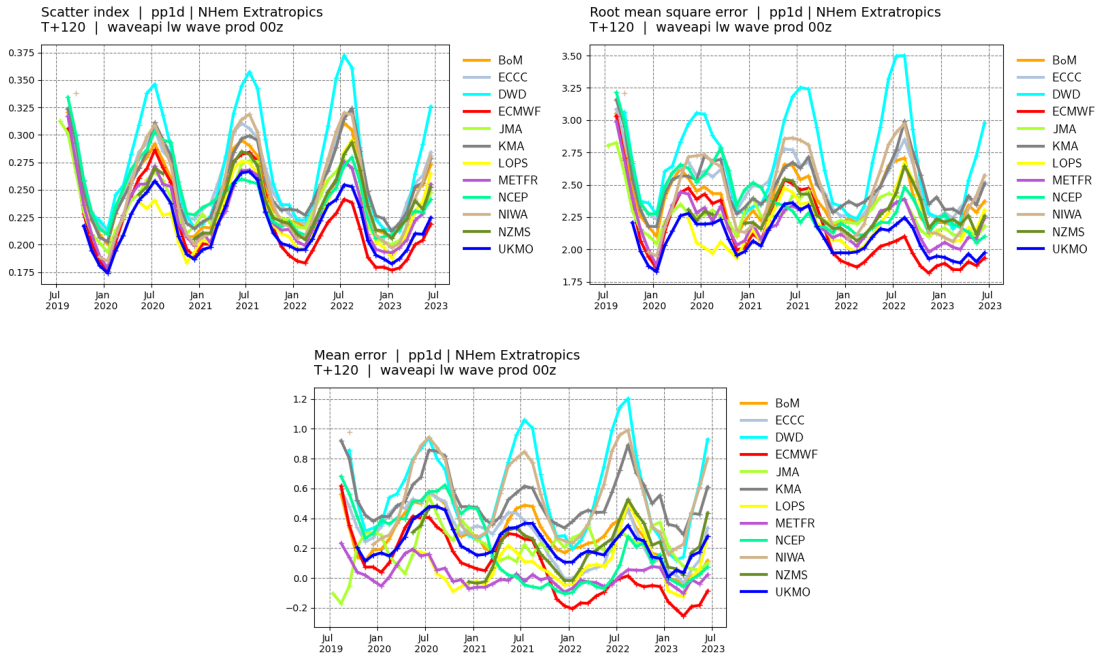 Scatter index | pp1d | NHem Extratropics
T+120 | waveapi lw wave prod 00z
0.375
0.350
0.325
0.300
0.275
0.250
0.225
0.200
0.175
Jul 2019
Jan 2020
Jul 2020
Jan 2021
Jul 2021
Jan 2022
Jul 2022
Jan 2023
Jul 2023
BoM
ECCC
DWD
ECMWF
JMA
KMA
LOPS
METFR
NCEP
NIWA
NZMS
UKMO
Root mean square error | pp1d | NHem Extratropics
T+120 | waveapi lw wave prod 00z
3.50
3.25
3.00
2.75
2.50
2.25
2.00
1.75
Jul 2019
Jan 2020
Jul 2020
Jan 2021
Jul 2021
Jan 2022
Jul 2022
Jan 2023
Jul 2023
BoM
ECCC
DWD
ECMWF
JMA
KMA
LOPS
METFR
NCEP
NIWA
NZMS
UKMO
Mean error | pp1d | NHem Extratropics
T+120 | waveapi lw wave prod 00z
1.2
1.0
0.8
0.6
0.4
0.2
0.0
−0.2
Jul 2019
Jan 2020
Jul 2020
Jan 2021
Jul 2021
Jan 2022
Jul 2022
Jan 2023
Jul 2023
BoM
ECCC
DWD
ECMWF
JMA
KMA
LOPS
METFR
NCEP
NIWA
NZMS
UKMO